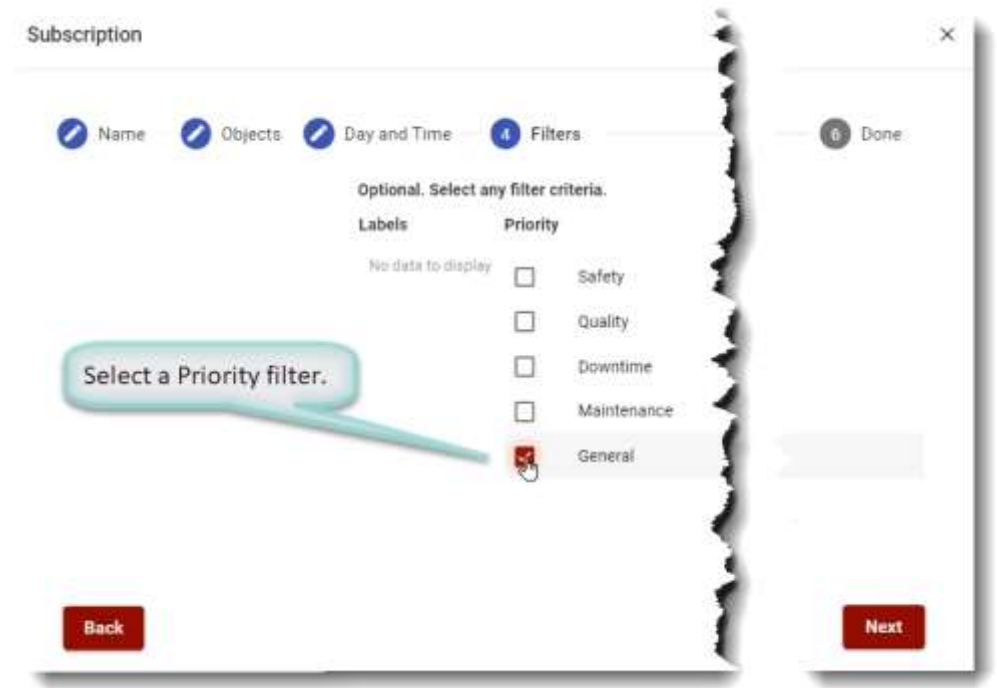 Subscription
Name Objects Day and Time 4 Filters 6 Done
Optional. Select any filter criteria.
Labels Priority
No data to display
Safety
Quality
Downtime
Select a Priority filter.
Maintenance
General
Back Next